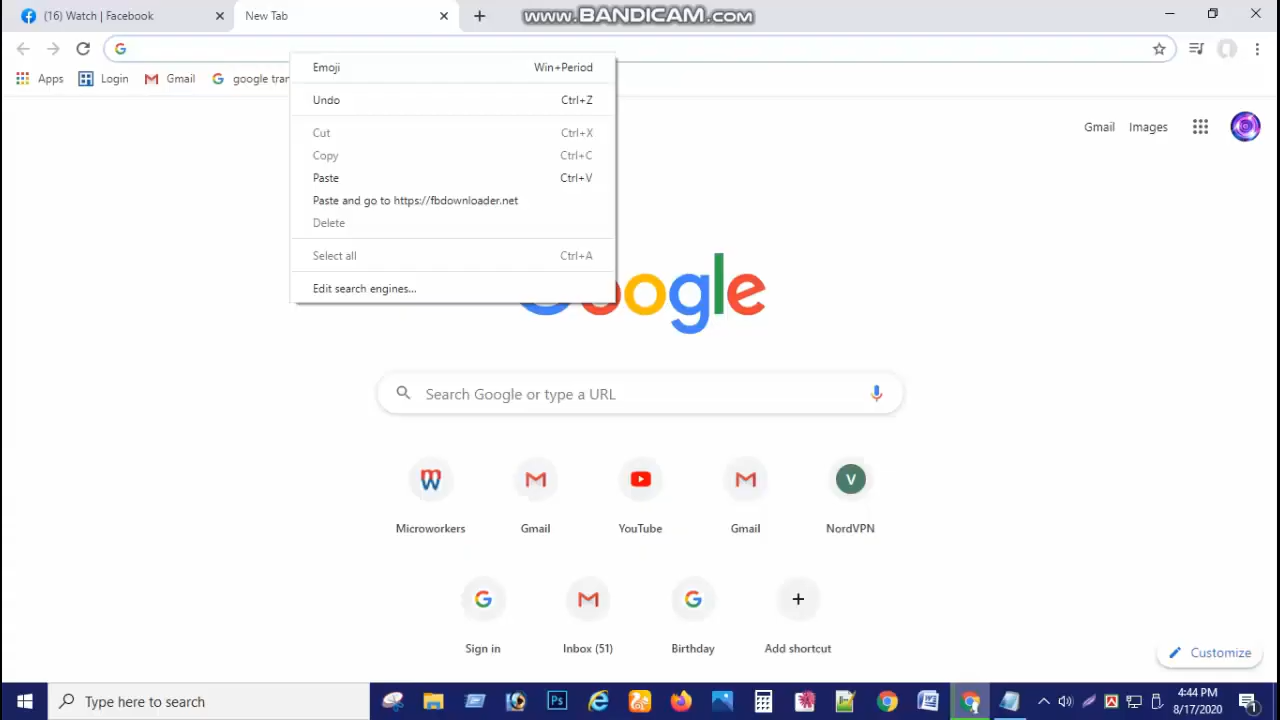 (16) Watch | Facebook
New Tab
www.BANDICAM.com
Apps
Login
Gmail
google tran
Emoji Win+Period
Undo Ctrl+Z
Cut Ctrl+X
Copy Ctrl+C
Paste Ctrl+V
Paste and go to https://fbdownloader.net
Delete
Select all Ctrl+A
Edit search engines...
Gmail Images
Google
Search Google or type a URL
Microworkers
Gmail
YouTube
Gmail
V
NordVPN
Sign in
Inbox (51)
Birthday
Add shortcut
Customize
Type here to search
4:44 PM
8/17/2020